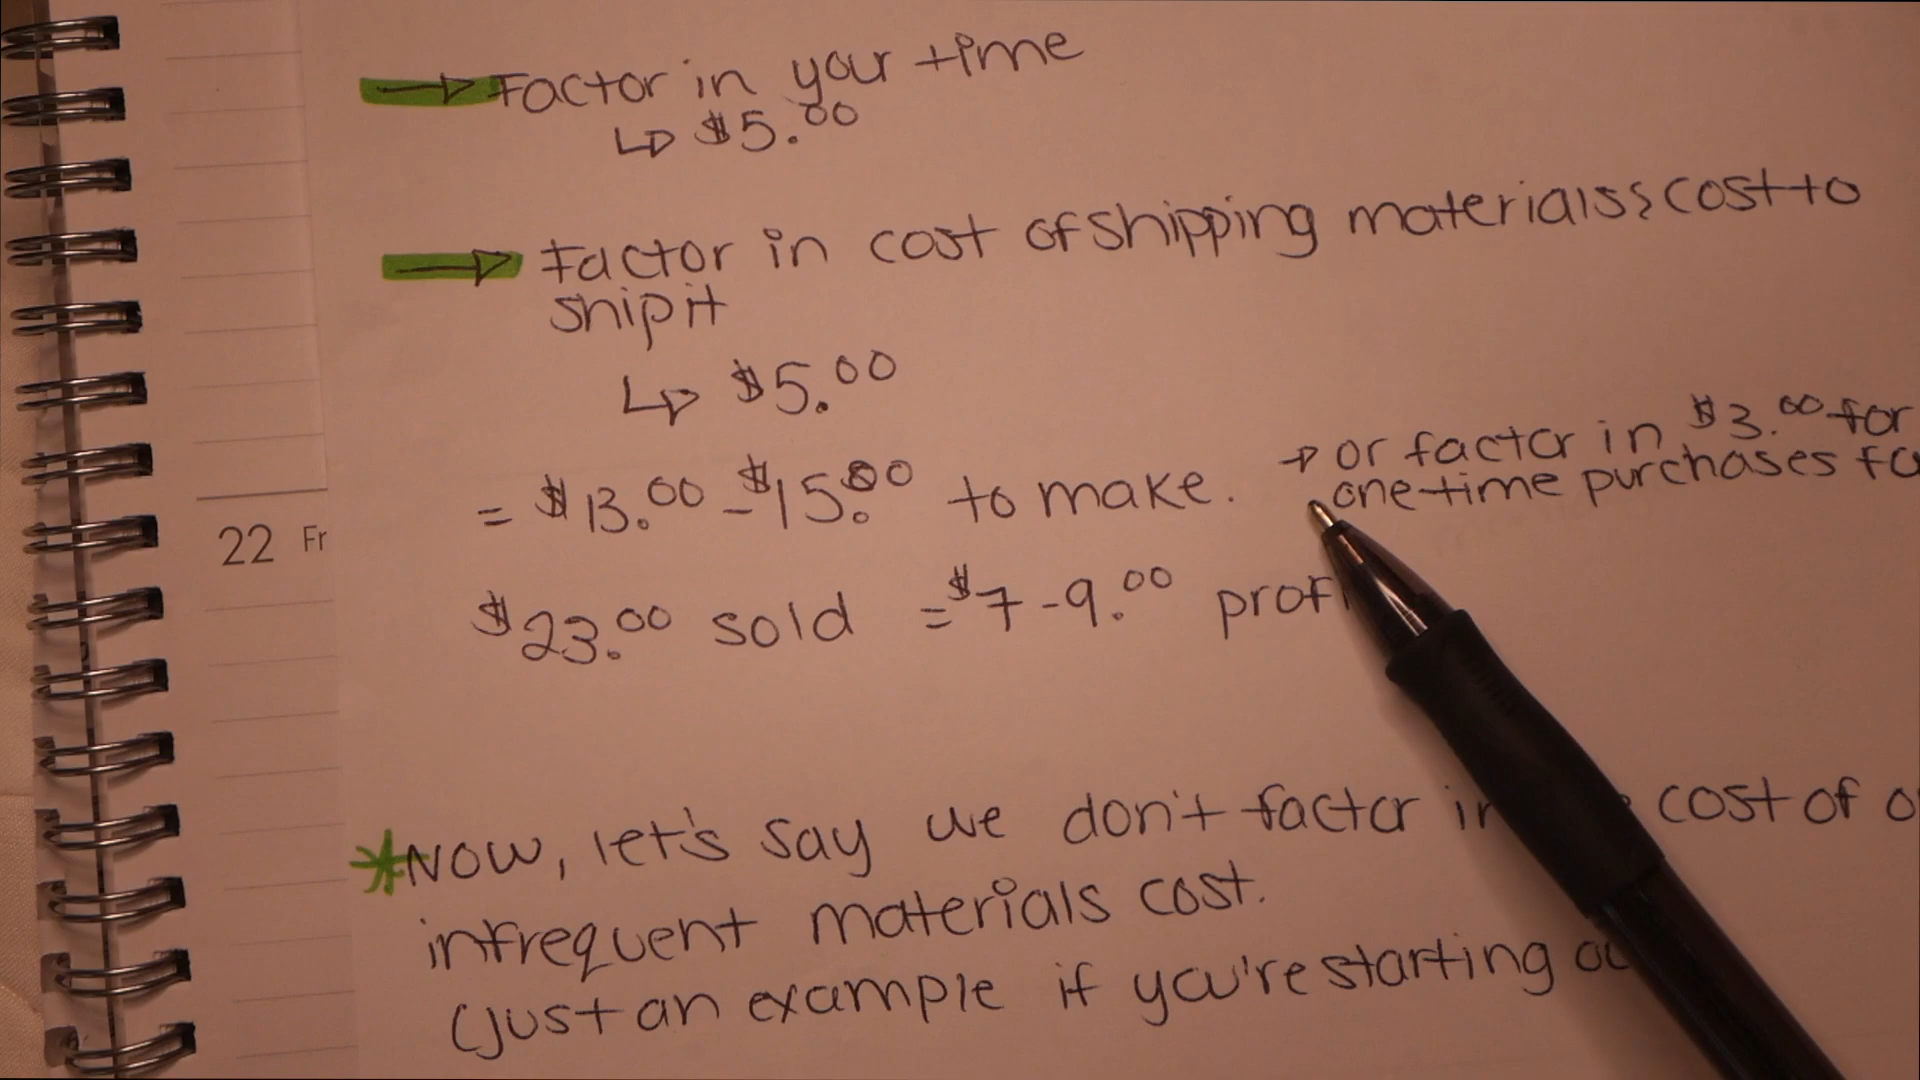 Factor in your time
↳ $5.00
Factor in cost of shipping materials & cost to
ship it
↳ $5.00
= $13.00 - $15.00 to make.
→ or factor in $3.00 for
one time purchases
$23.00 sold = $7-9.00
22 Fr
*Now, let's say we don't factor cost of
infrequent materials cost.
(just an example if you're starting